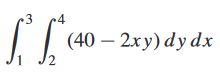 ∫₁³ ∫₂⁴ (40 – 2xy) dy dx